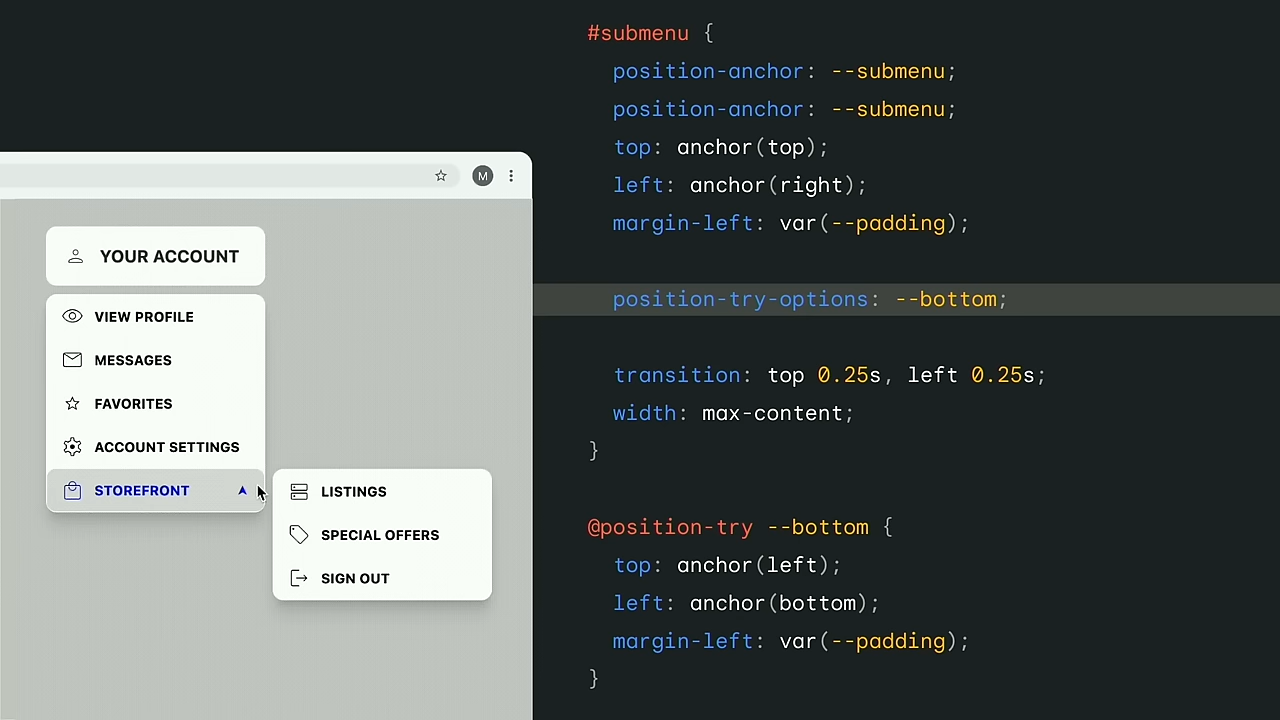 M
YOUR ACCOUNT
VIEW PROFILE
MESSAGES
FAVORITES
ACCOUNT SETTINGS
STOREFRONT
LISTINGS
SPECIAL OFFERS
SIGN OUT
#submenu {
position-anchor: --submenu;
position-anchor: --submenu;
top: anchor(top);
left: anchor(right);
margin-left: var(--padding);
position-try-options: --bottom;
transition: top 0.25s, left 0.25s;
width: max-content;
}
@position-try --bottom {
top: anchor(left);
left: anchor(bottom);
margin-left: var(--padding);
}